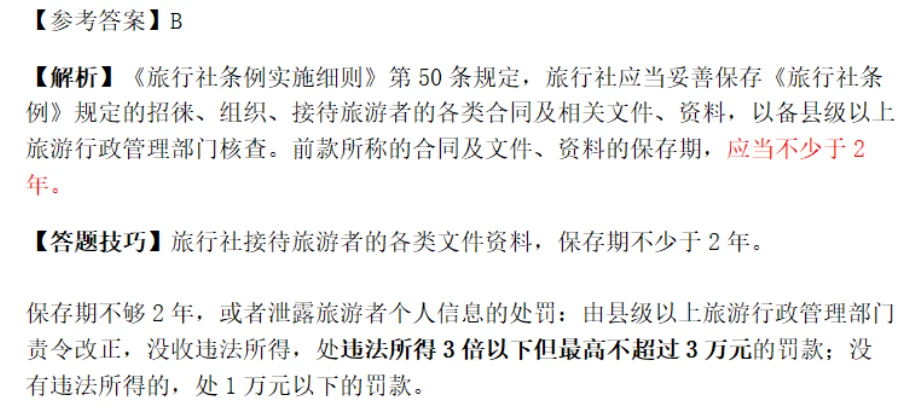 【参考答案】B
【解析】《旅行社条例实施细则》第 50 条规定，旅行社应当妥善保存《旅行社条
例》规定的招徕、组织、接待旅游者的各类合同及相关文件、资料，以备县级以上
旅游行政管理部门核查。前款所称的合同及文件、资料的保存期，应当不少于 2
年。
【答题技巧】旅行社接待旅游者的各类文件资料，保存期不少于 2 年。
保存期不够 2 年，或者泄露旅游者个人信息的处罚：由县级以上旅游行政管理部门
责令改正，没收违法所得，处违法所得 3 倍以下但最高不超过 3 万元的罚款；没
有违法所得的，处 1 万元以下的罚款。